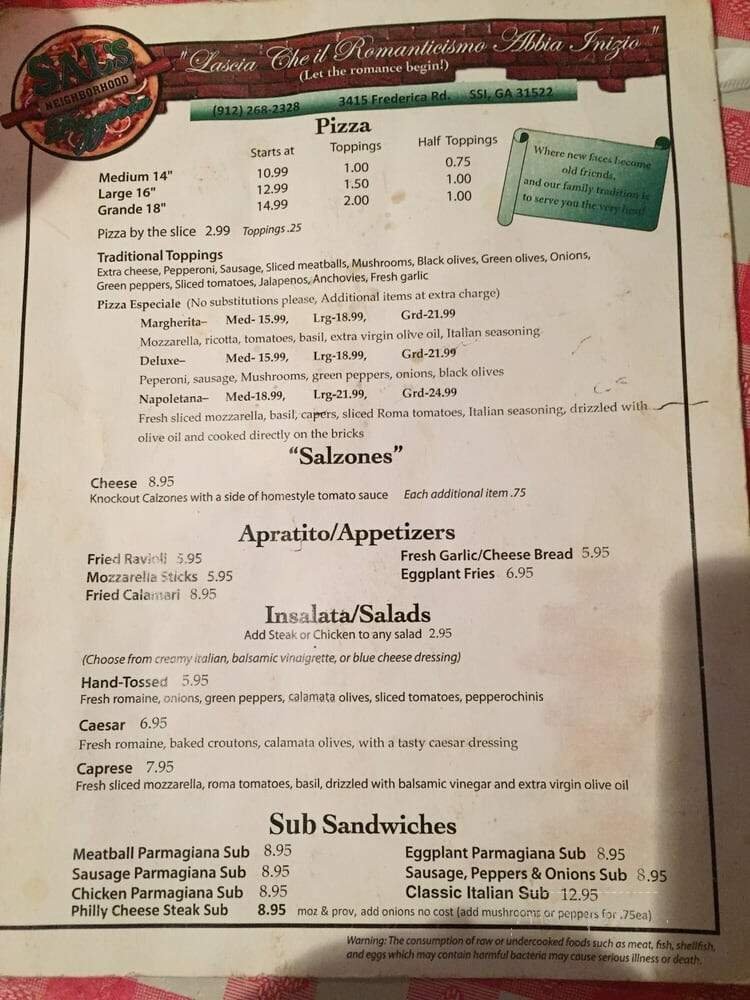 SAL'S
NEIGHBORHOOD
Pizzeria
"Lascia Che il Romanticismo Abbia Inizio"
(Let the romance begin!)
(912) 268-2328 3415 Frederica Rd. SSI, GA 31522
Pizza
Starts at Toppings Half Toppings
Medium 14" 10.99 1.00 0.75
Large 16" 12.99 1.50 1.00
Grande 18" 14.99 2.00 1.00
Where new faces become
old friends,
and our family tradition is
to serve you the very best!
Pizza by the slice 2.99 Toppings .25
Traditional Toppings
Extra cheese, Pepperoni, Sausage, Sliced meatballs, Mushrooms, Black olives, Green olives, Onions,
Green peppers, Sliced tomatoes, Jalapenos, Anchovies, Fresh garlic
Pizza Especiale (No substitutions please, Additional items at extra charge)
Margherita– Med- 15.99, Lrg-18.99, Grd-21.99
Mozzarella, ricotta, tomatoes, basil, extra virgin olive oil, Italian seasoning
Deluxe– Med- 15.99, Lrg-18.99, Grd-21.99
Peperoni, sausage, Mushrooms, green peppers, onions, black olives
Napoletana– Med-18.99, Lrg-21.99, Grd-24.99
Fresh sliced mozzarella, basil, capers, sliced Roma tomatoes, Italian seasoning, drizzled with
olive oil and cooked directly on the bricks
"Salzones"
Cheese 8.95
Knockout Calzones with a side of homestyle tomato sauce Each additional item .75
Apratito/Appetizers
Fried Ravioli 5.95 Fresh Garlic/Cheese Bread 5.95
Mozzarella Sticks 5.95 Eggplant Fries 6.95
Fried Calamari 8.95
Insalata/Salads
Add Steak or Chicken to any salad 2.95
(Choose from creamy italian, balsamic vinaigrette, or blue cheese dressing)
Hand-Tossed 5.95
Fresh romaine, onions, green peppers, calamata olives, sliced tomatoes, pepperochinis
Caesar 6.95
Fresh romaine, baked croutons, calamata olives, with a tasty caesar dressing
Caprese 7.95
Fresh sliced mozzarella, roma tomatoes, basil, drizzled with balsamic vinegar and extra virgin olive oil
Sub Sandwiches
Meatball Parmagiana Sub 8.95 Eggplant Parmagiana Sub 8.95
Sausage Parmagiana Sub 8.95 Sausage, Peppers & Onions Sub 8.95
Chicken Parmagiana Sub 8.95 Classic Italian Sub 12.95
Philly Cheese Steak Sub 8.95 moz & prov, add onions no cost (add mushrooms or peppers for .75ea)
Warning: The consumption of raw or undercooked foods such as meat, fish, shellfish,
and eggs which may contain harmful bacteria may cause serious illness or death.